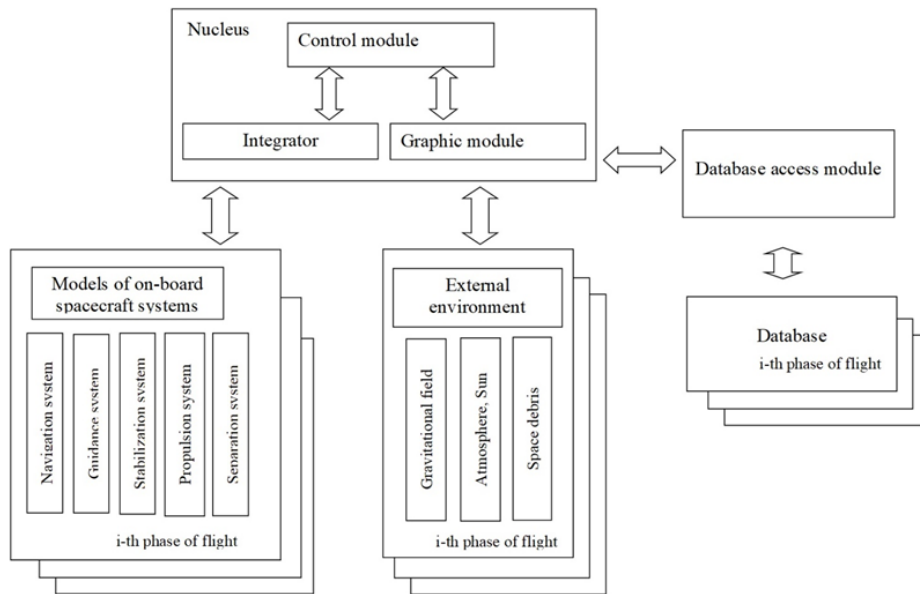 Nucleus
Control module
Integrator
Graphic module
Database access module
Models of on-board
spacecraft systems
Navigation system
Guidance system
Stabilization system
Propulsion system
Separation system
i-th phase of flight
External
environment
Gravitational field
Atmosphere, Sun
Space debris
i-th phase of flight
Database
i-th phase of flight